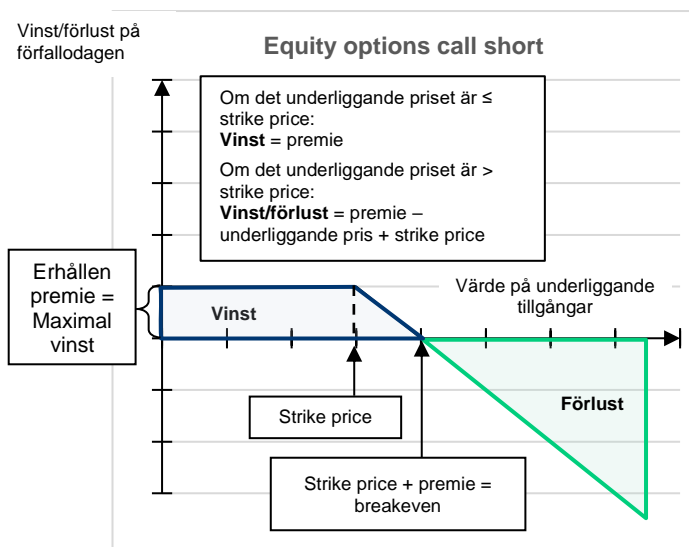 Vinst/förlust på
förfallodagen
Equity options call short
Om det underliggande priset är ≤
strike price:
Vinst = premie
Om det underliggande priset är >
strike price:
Vinst/förlust = premie –
underliggande pris + strike price
Erhållen
premie =
Maximal
vinst
Vinst
Värde på underliggande
tillgångar
Förlust
Strike price
Strike price + premie =
breakeven